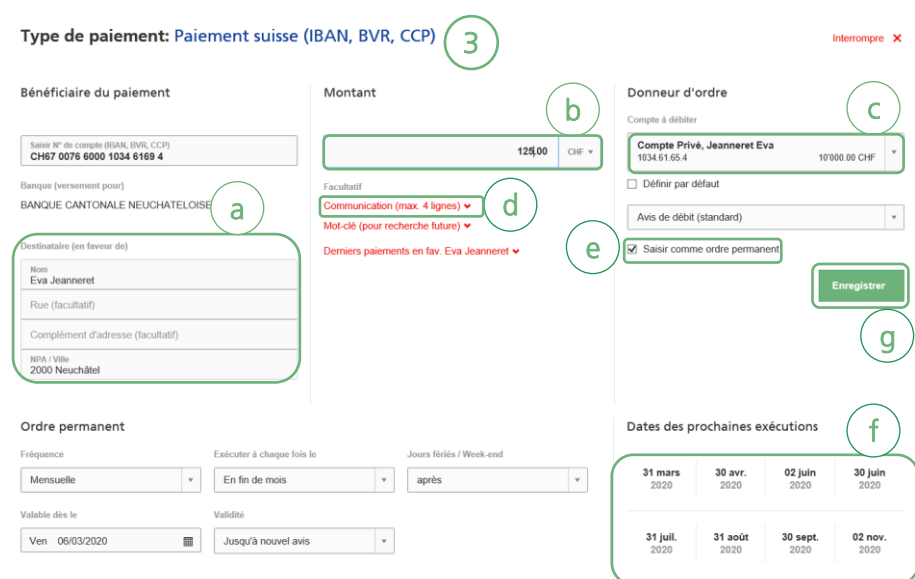 Type de paiement: Paiement suisse (IBAN, BVR, CCP)
3
Interrompre ×
Bénéficiaire du paiement
Saisir N° de compte (IBAN, BVR, CCP)
CH67 0076 6000 1034 6169 4
Banque (versement pour)
BANQUE CANTONALE NEUCHATELOISE
a
Destinataire (en faveur de)
Nom
Eva Jeanneret
Rue (facultatif)
Complément d'adresse (facultatif)
NPA / Ville
2000 Neuchâtel
Montant
b
125,00 CHF
Facultatif
Communication (max. 4 lignes)
d
Mot-clé (pour recherche future)
Derniers paiements en fav. Eva Jeanneret
Donneur d'ordre
c
Compte à débiter
Compte Privé, Jeanneret Eva
1034.61.65.4 10'000.00 CHF
Définir par défaut
Avis de débit (standard)
e
Saisir comme ordre permanent
Enregistrer
g
Ordre permanent
Fréquence
Mensuelle
Exécuter à chaque fois le
En fin de mois
Jours fériés / Week-end
après
Valable dès le
Ven 06/03/2020
Validité
Jusqu'à nouvel avis
Dates des prochaines exécutions
f
31 mars 30 avr. 02 juin 30 juin
2020 2020 2020 2020
31 juil. 31 août 30 sept. 02 nov.
2020 2020 2020 2020